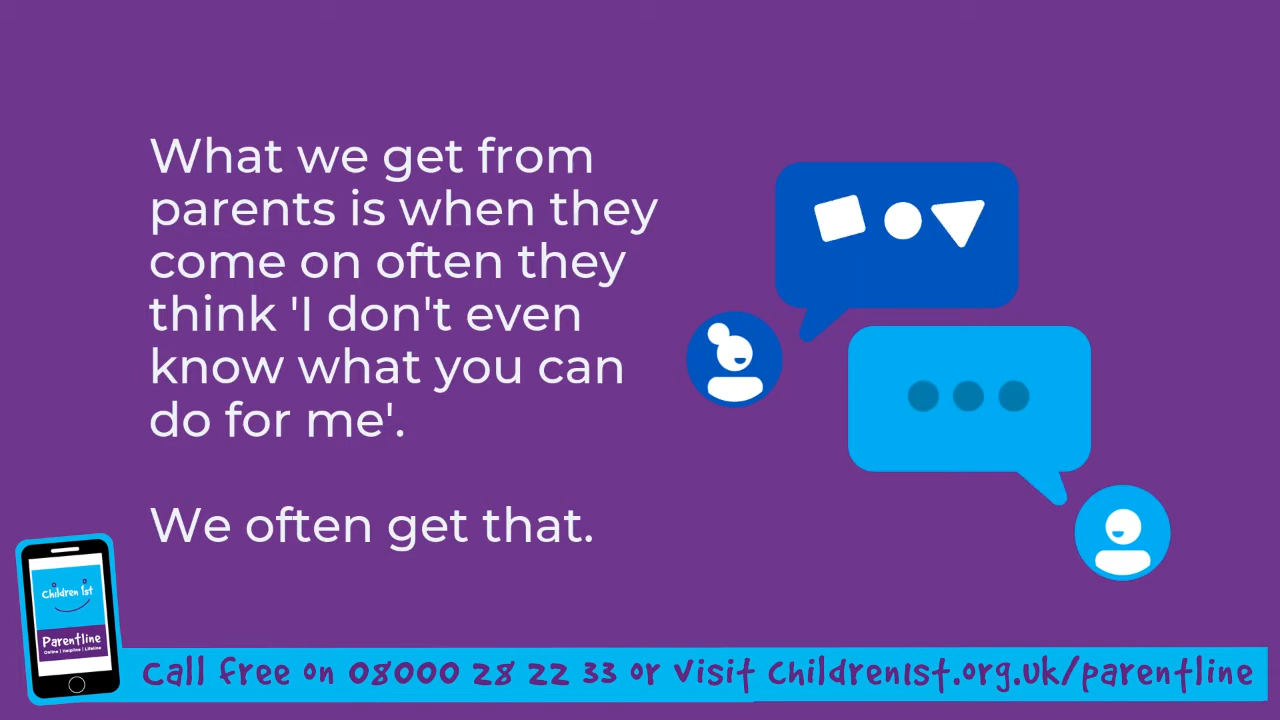 What we get from
parents is when they
come on often they
think 'I don't even
know what you can
do for me'.
We often get that.
Children 1st
Parentline
Online | Helpline | Lifeline
Call free on 08000 28 22 33 or visit Children1st.org.uk/parentline